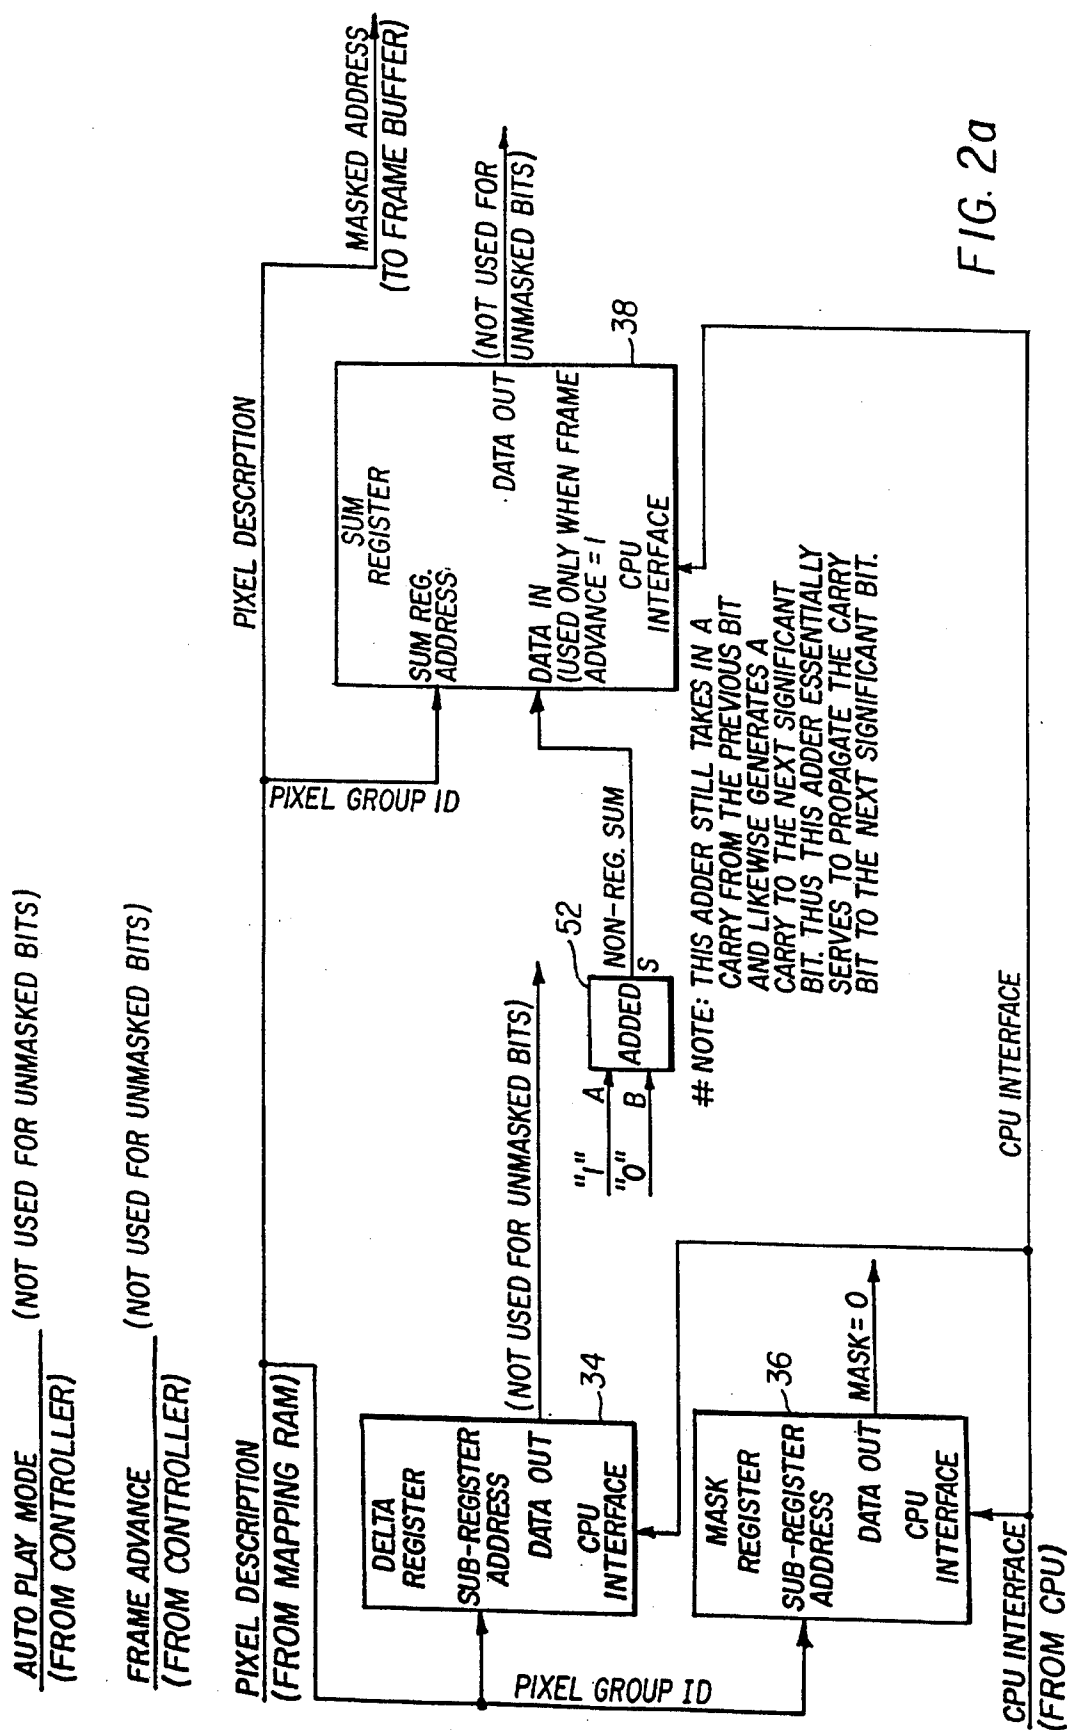 AUTO PLAY MODE (NOT USED FOR UNMASKED BITS)
(FROM CONTROLLER)
FRAME ADVANCE (NOT USED FOR UNMASKED BITS)
(FROM CONTROLLER)
PIXEL DESCRIPTION
(FROM MAPPING RAM)
PIXEL DESCRPTION
MASKED ADDRESS
(TO FRAME BUFFER)
PIXEL GROUP ID
SUM
REGISTER
SUM REG.
ADDRESS
DATA OUT
DATA IN
(USED ONLY WHEN FRAME
ADVANCE = 1
CPU
INTERFACE
38
(NOT USED FOR
UNMASKED BITS)
DELTA
REGISTER
SUB-REGISTER
ADDRESS
DATA OUT
CPU
INTERFACE
34
(NOT USED FOR UNMASKED BITS)
"1"
"0"
A
B
ADDED
52
NON-REG. SUM
S
# NOTE: THIS ADDER STILL TAKES IN A
CARRY FROM THE PREVIOUS BIT
AND LIKEWISE GENERATES A
CARRY TO THE NEXT SIGNIFICANT
BIT. THUS THIS ADDER ESSENTIALLY
SERVES TO PROPAGATE THE CARRY
BIT TO THE NEXT SIGNIFICANT BIT.
PIXEL GROUP ID
MASK
REGISTER
SUB-REGISTER
ADDRESS
DATA OUT
CPU
INTERFACE
36
MASK = 0
CPU INTERFACE
(FROM CPU)
CPU INTERFACE
FIG. 2a